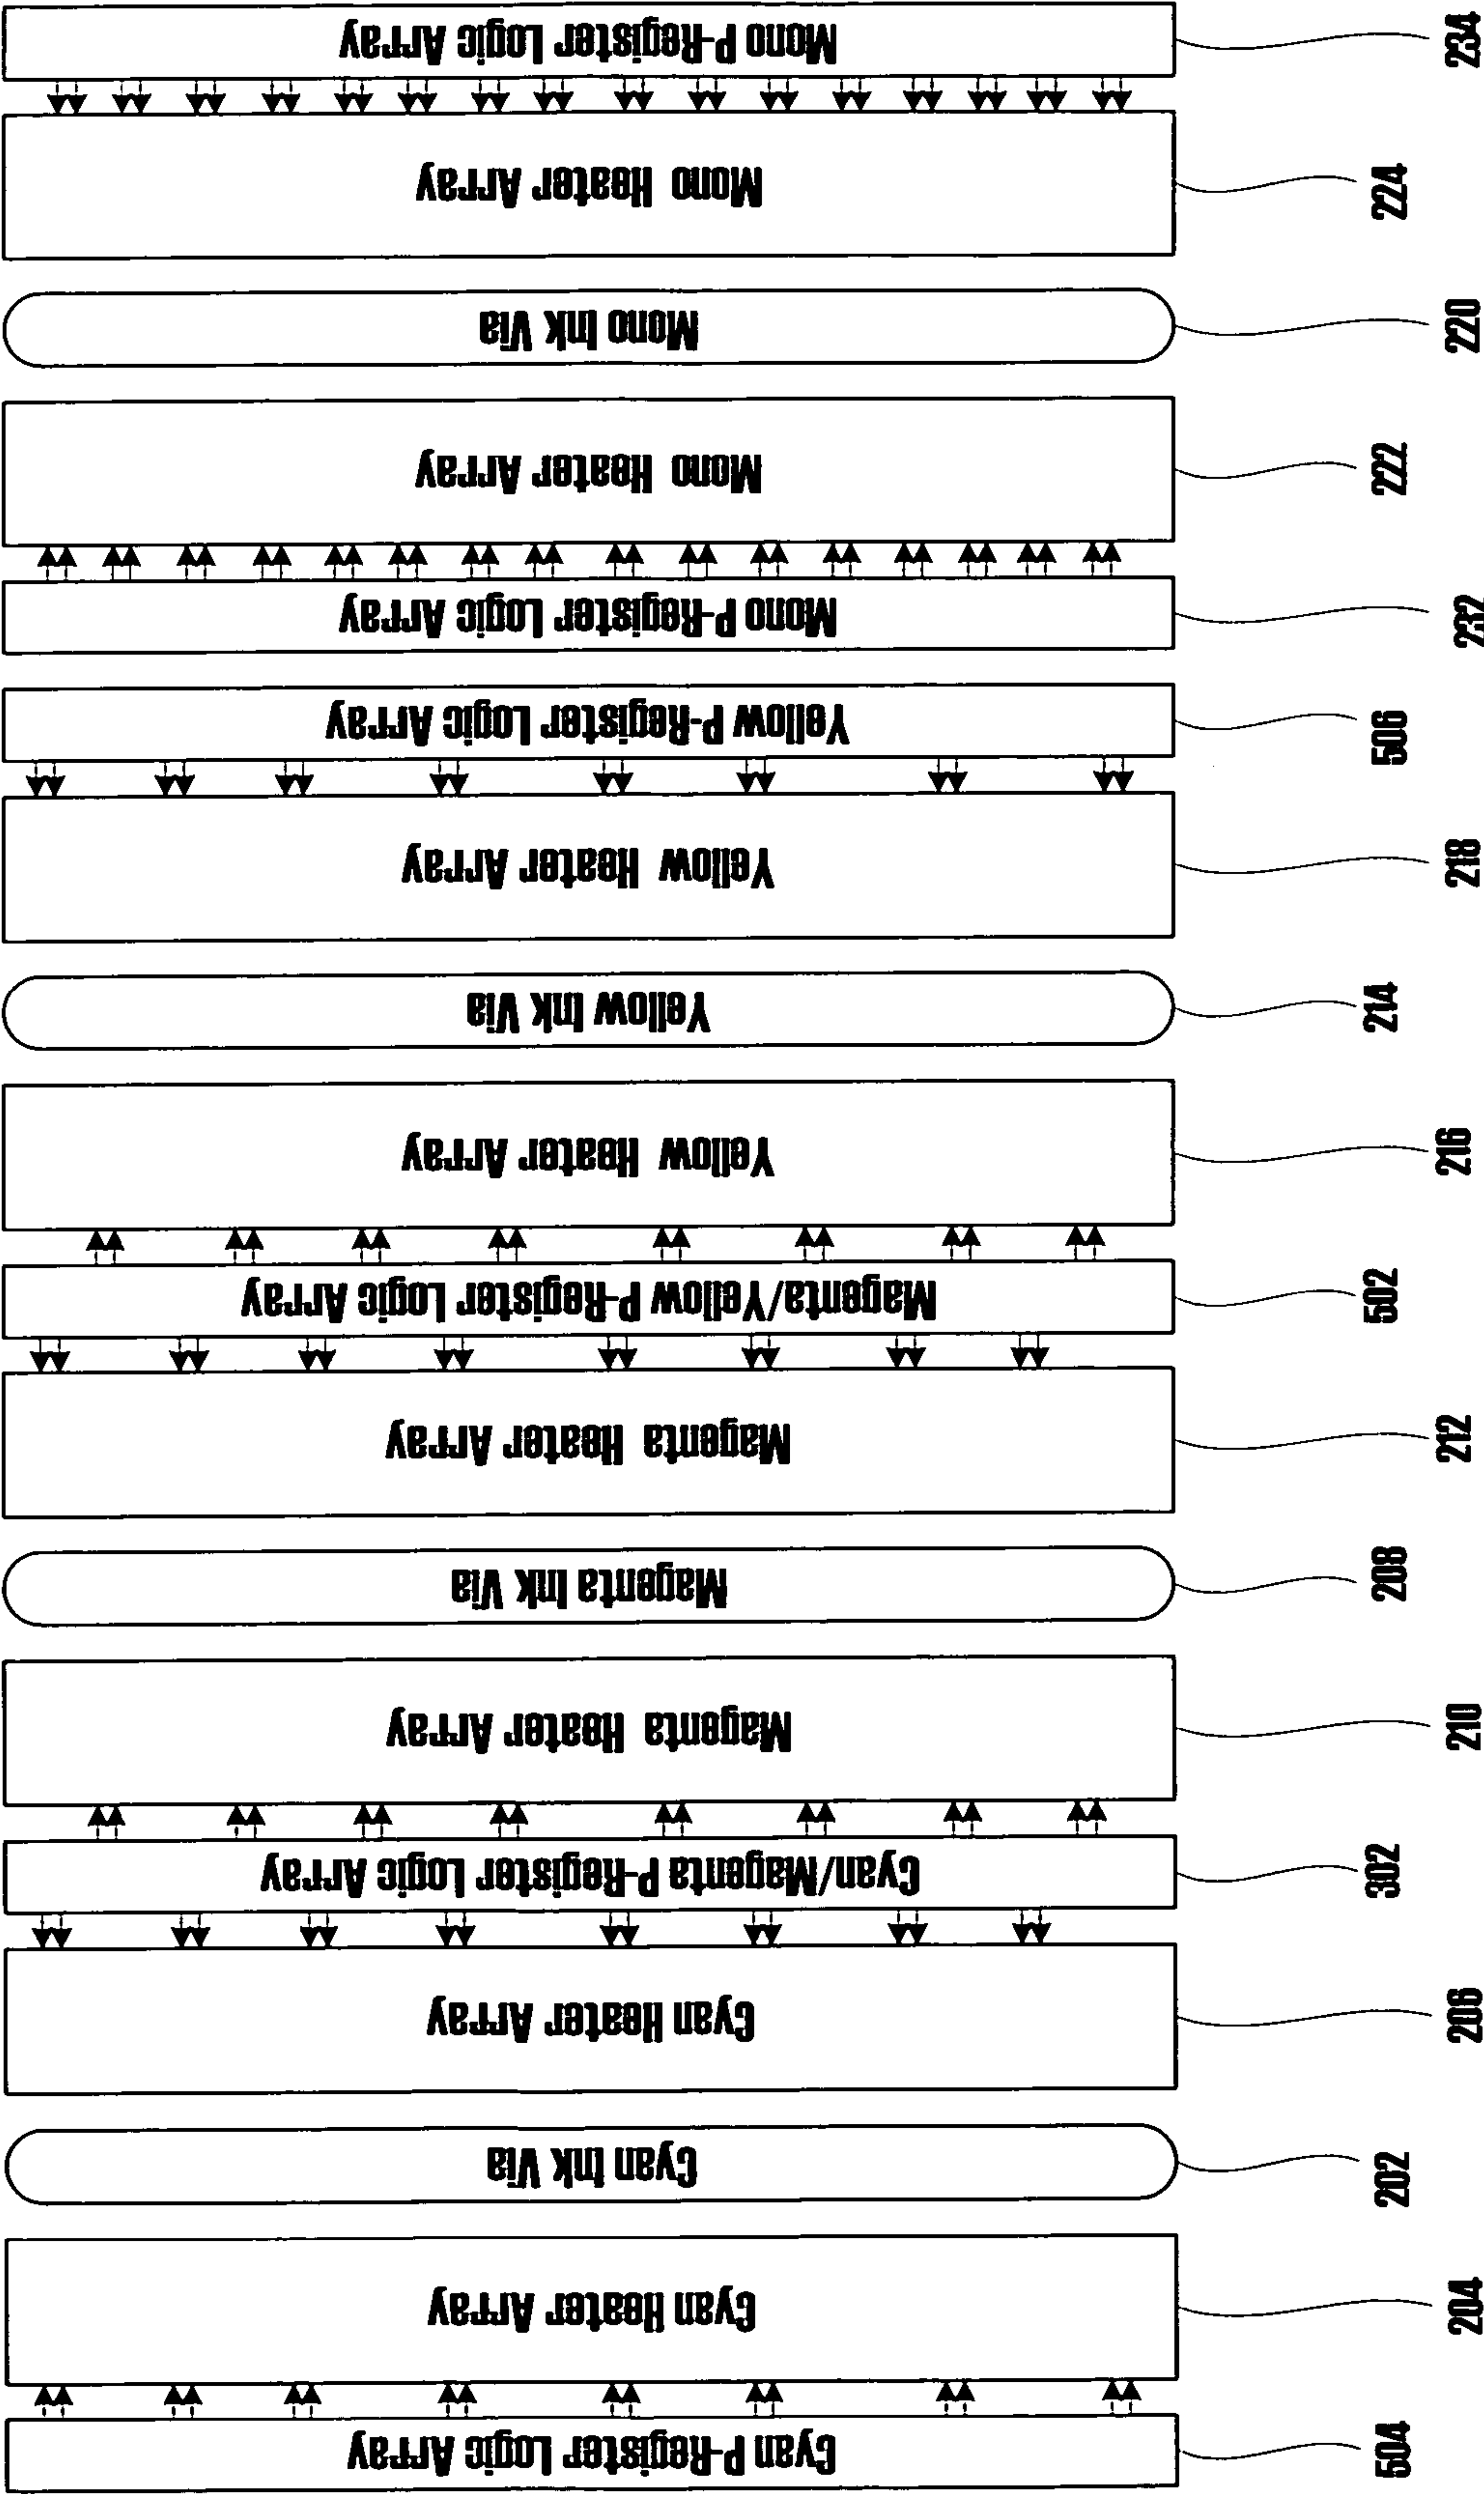 Mono P-Register Logic Array
234
Mono Heater Array
224
Mono Ink Via
220
Mono Heater Array
222
Mono P-Register Logic Array
232
Yellow P-Register Logic Array
506
Yellow Heater Array
218
Yellow Ink Via
214
Yellow Heater Array
216
Magenta/Yellow P-Register Logic Array
502
Magenta Heater Array
212
Magenta Ink Via
208
Magenta Heater Array
210
Cyan/Magenta P-Register Logic Array
302
Cyan Heater Array
206
Cyan Ink Via
202
Cyan Heater Array
204
Cyan P-Register Logic Array
504